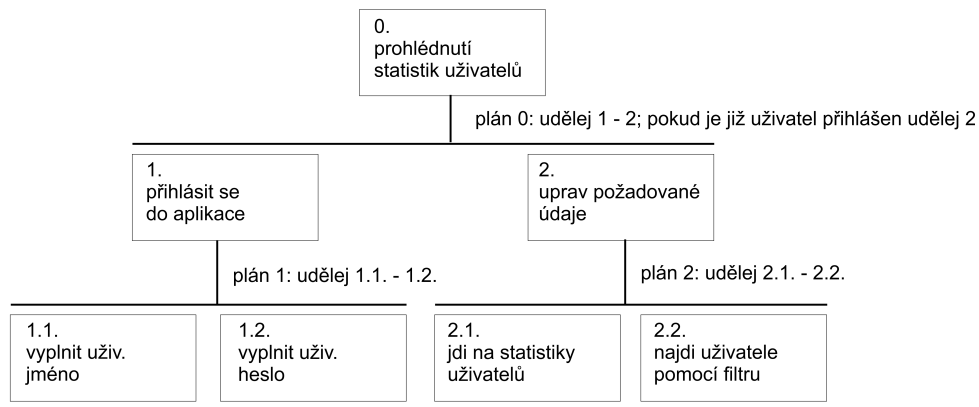 0.
prohlédnutí
statistik uživatelů
plán 0: udělej 1 - 2; pokud je již uživatel přihlášen udělej 2
1.
přihlásit se
do aplikace
2.
uprav požadované
údaje
plán 1: udělej 1.1. - 1.2.
plán 2: udělej 2.1. - 2.2.
1.1.
vyplnit uživ.
jméno
1.2.
vyplnit uživ.
heslo
2.1.
jdi na statistiky
uživatelů
2.2.
najdi uživatele
pomocí filtru